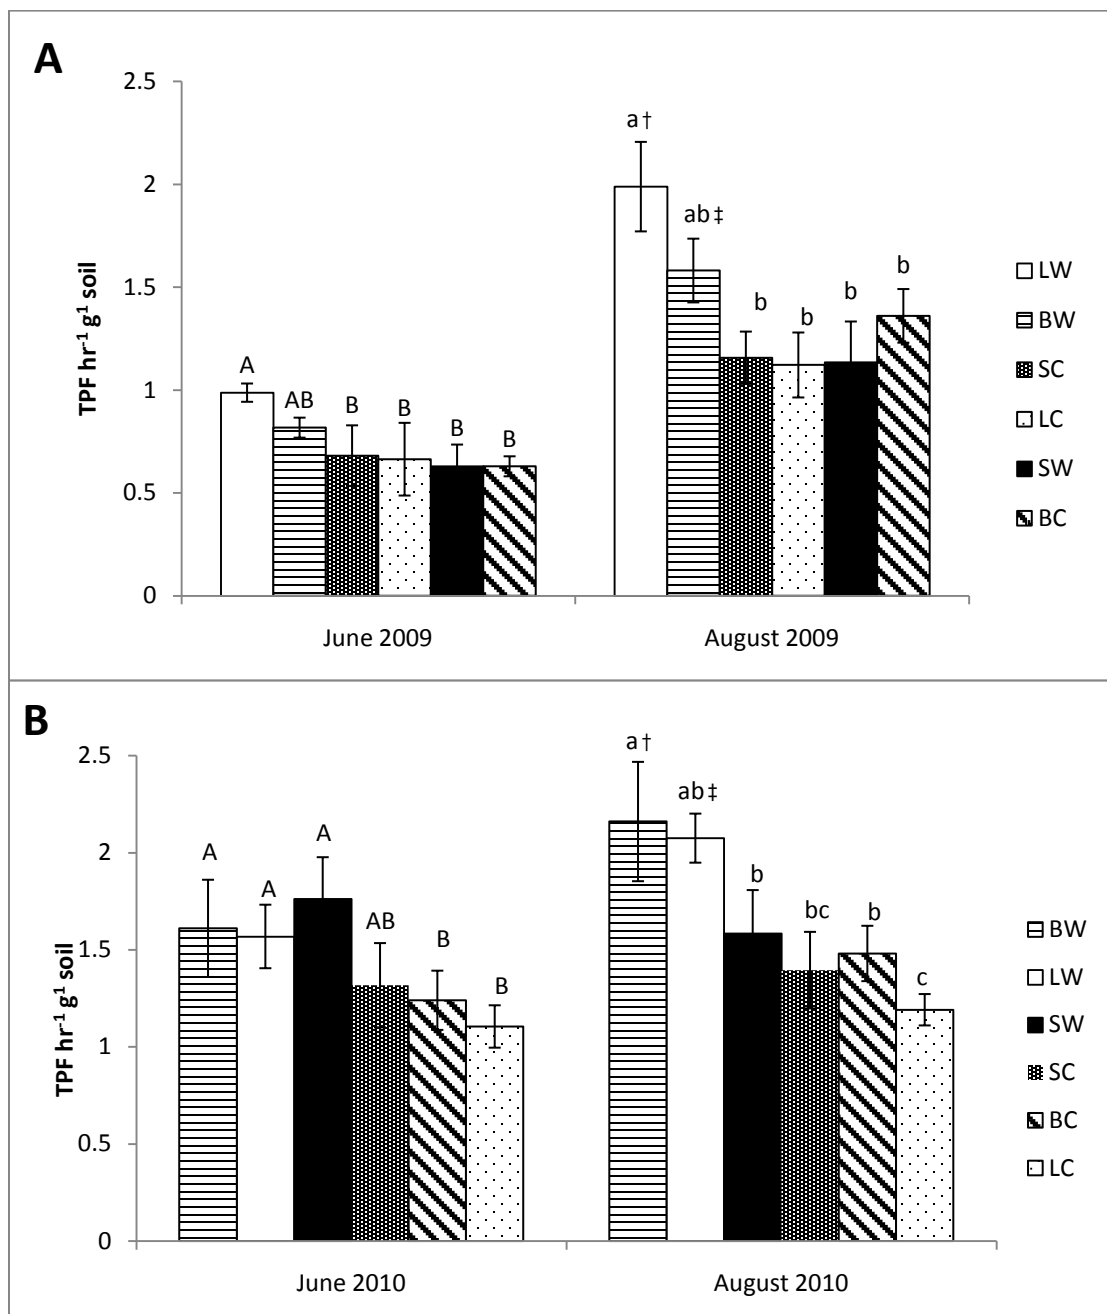 A
2.5
2
1.5
1
0.5
0
TPF hr-1 g1 soil
A
AB
B
B
B
B
a†
ab‡
b
b
b
b
June 2009
August 2009
LW
BW
SC
LC
SW
BC
B
2.5
2
1.5
1
0.5
0
TPF hr-1 g1 soil
A
A
A
AB
B
B
a†
ab‡
b
bc
b
c
June 2010
August 2010
BW
LW
SW
SC
BC
LC